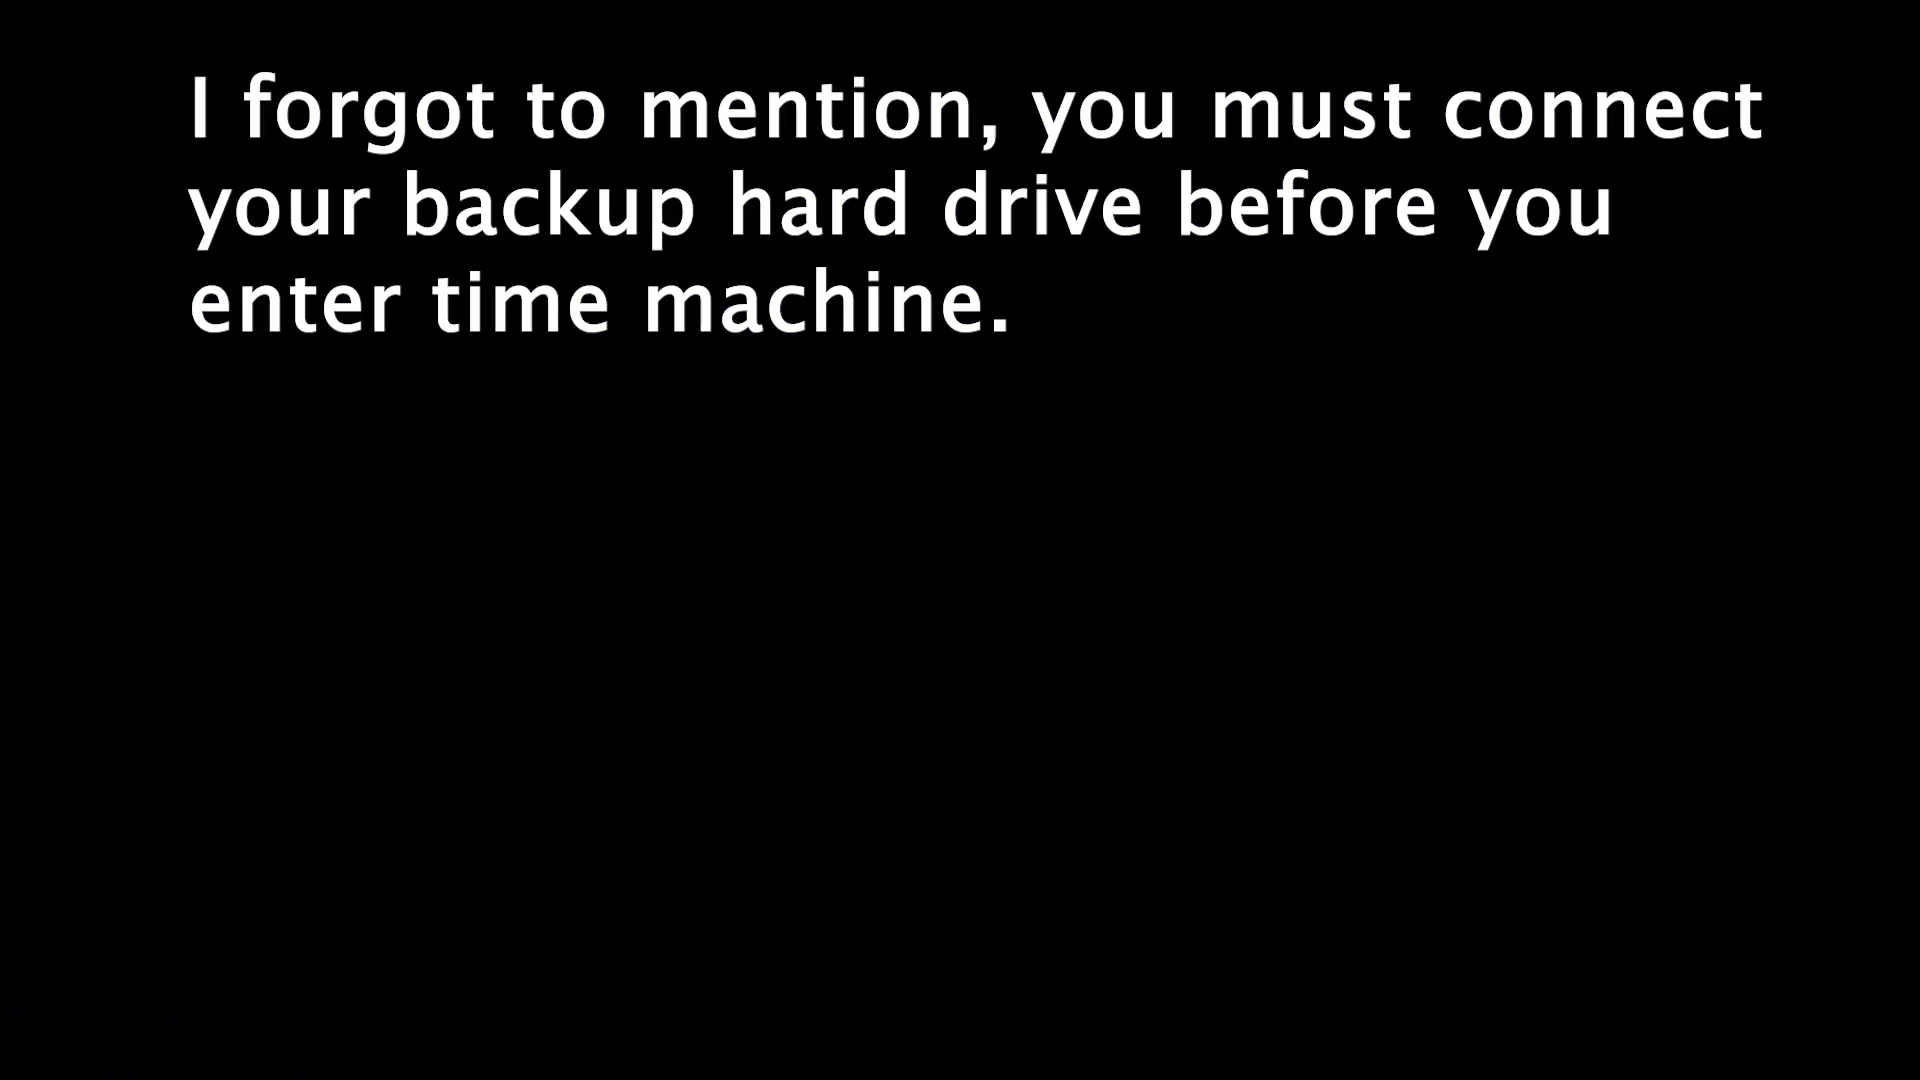 I forgot to mention, you must connect
your backup hard drive before you
enter time machine.